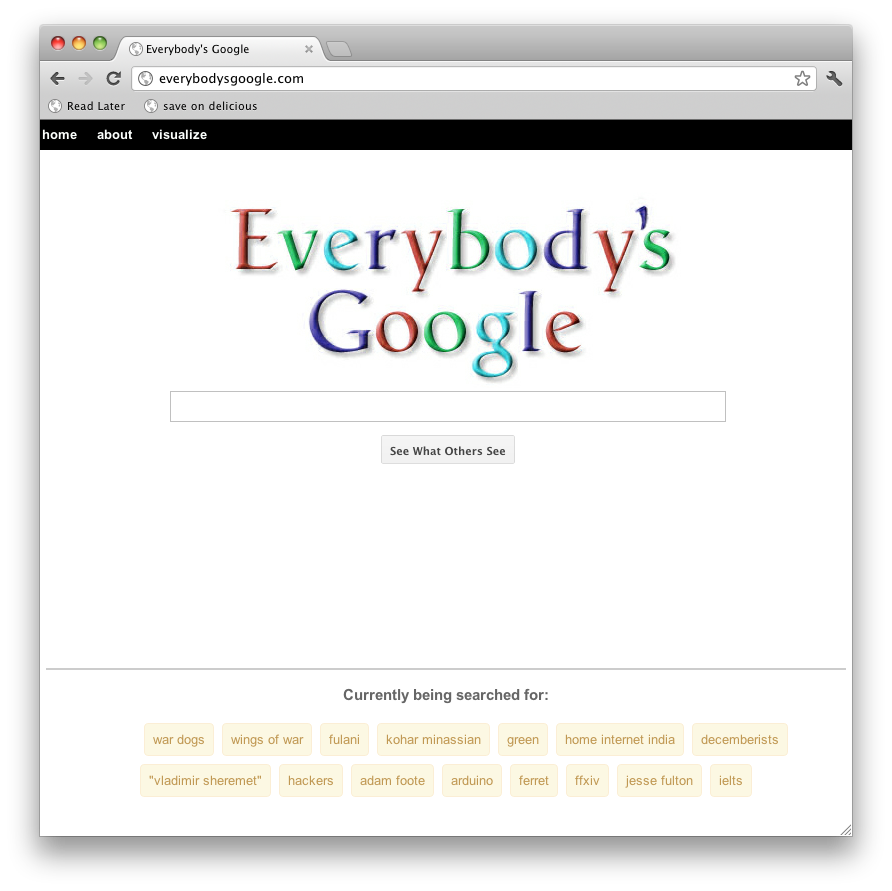 Everybody's Google
everybodysgoogle.com
Read Later save on delicious
home about visualize
Everybody's
Google
See What Others See
Currently being searched for:
war dogs wings of war fulani kohar minassian green home internet india decemberists
"vladimir sheremet" hackers adam foote arduino ferret ffxiv jesse fulton ielts